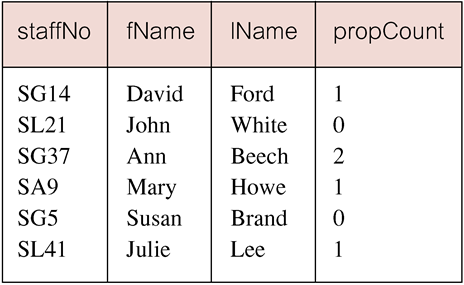 staffNo fName lName propCount
SG14 David Ford 1
SL21 John White 0
SG37 Ann Beech 2
SA9 Mary Howe 1
SG5 Susan Brand 0
SL41 Julie Lee 1